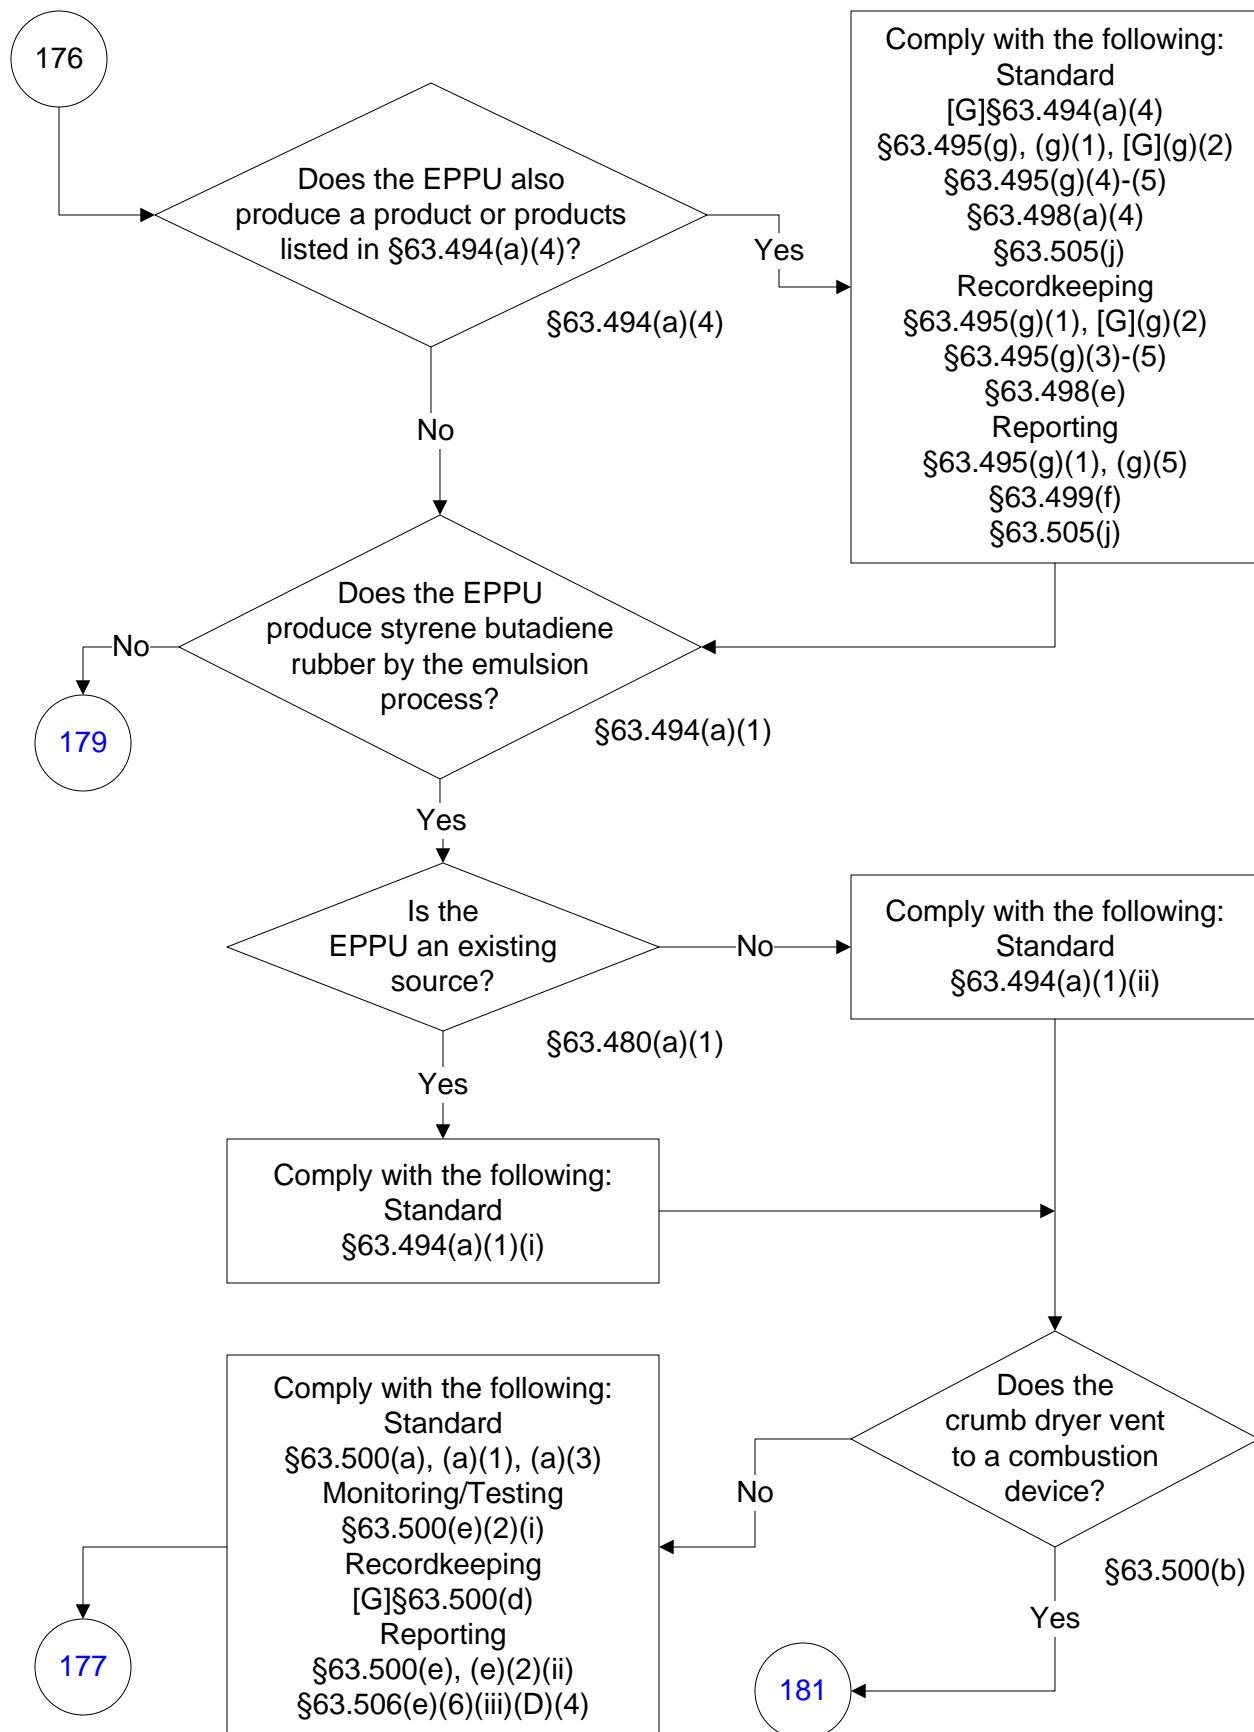 176
Does the EPPU also
produce a product or products
listed in §63.494(a)(4)?
§63.494(a)(4)
Yes
No
Comply with the following:
Standard
[G]§63.494(a)(4)
§63.495(g), (g)(1), [G](g)(2)
§63.495(g)(4)-(5)
§63.498(a)(4)
§63.505(j)
Recordkeeping
§63.495(g)(1), [G](g)(2)
§63.495(g)(3)-(5)
§63.498(e)
Reporting
§63.495(g)(1), (g)(5)
§63.499(f)
§63.505(j)
Does the EPPU
produce styrene butadiene
rubber by the emulsion
process?
§63.494(a)(1)
No
179
Yes
Is the
EPPU an existing
source?
§63.480(a)(1)
No
Comply with the following:
Standard
§63.494(a)(1)(ii)
Yes
Comply with the following:
Standard
§63.494(a)(1)(i)
Does the
crumb dryer vent
to a combustion
device?
§63.500(b)
No
Comply with the following:
Standard
§63.500(a), (a)(1), (a)(3)
Monitoring/Testing
§63.500(e)(2)(i)
Recordkeeping
[G]§63.500(d)
Reporting
§63.500(e), (e)(2)(ii)
§63.506(e)(6)(iii)(D)(4)
177
Yes
181